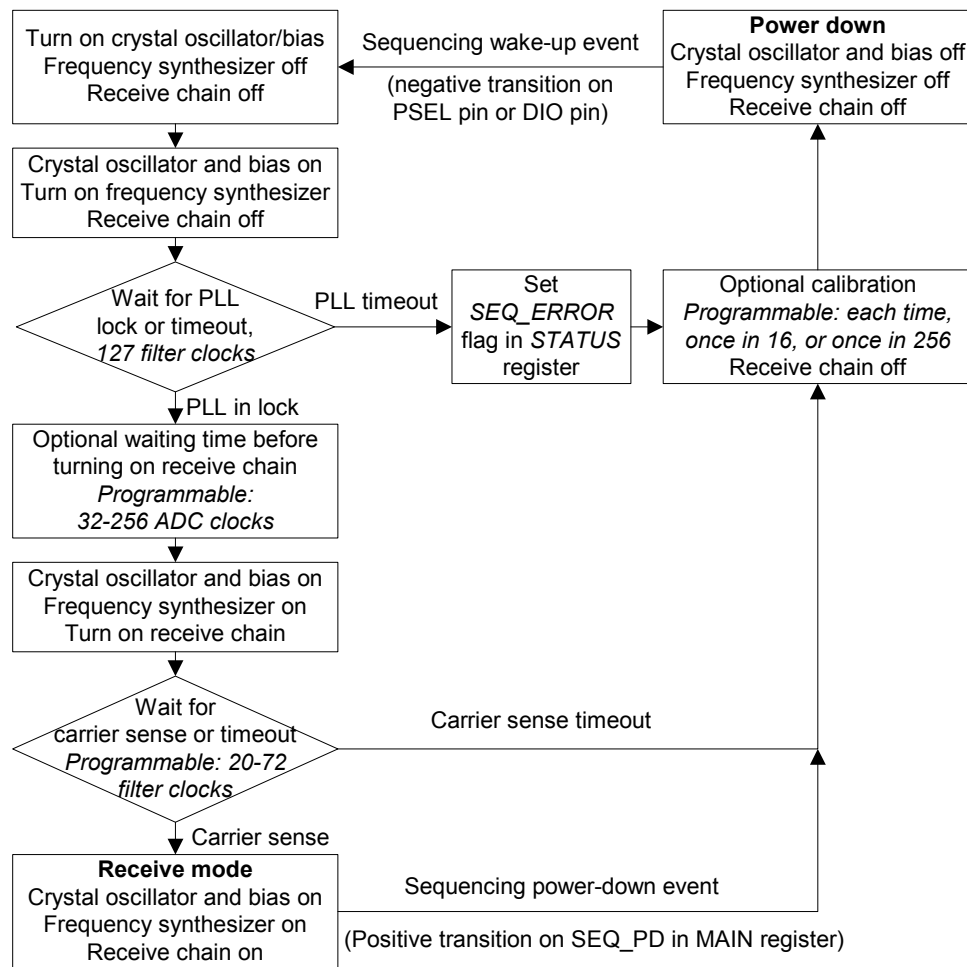 Turn on crystal oscillator/bias
Frequency synthesizer off
Receive chain off
Sequencing wake-up event
(negative transition on
PSEL pin or DIO pin)
Power down
Crystal oscillator and bias off
Frequency synthesizer off
Receive chain off
Crystal oscillator and bias on
Turn on frequency synthesizer
Receive chain off
Wait for PLL
lock or timeout,
127 filter clocks
PLL timeout
Set
SEQ_ERROR
flag in STATUS
register
Optional calibration
Programmable: each time,
once in 16, or once in 256
Receive chain off
PLL in lock
Optional waiting time before
turning on receive chain
Programmable:
32-256 ADC clocks
Crystal oscillator and bias on
Frequency synthesizer on
Turn on receive chain
Wait for
carrier sense or timeout
Programmable: 20-72
filter clocks
Carrier sense timeout
Carrier sense
Receive mode
Crystal oscillator and bias on
Frequency synthesizer on
Receive chain on
Sequencing power-down event
(Positive transition on SEQ_PD in MAIN register)